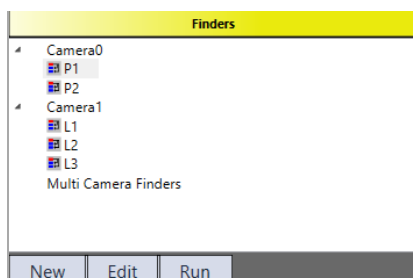 Finders
Camera0
P1
P2
Camera1
L1
L2
L3
Multi Camera Finders
New Edit Run